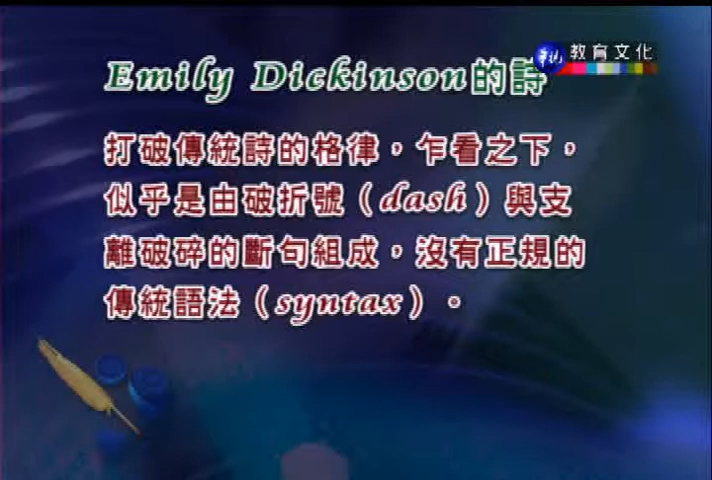 Emily Dickinson的詩
華視 教育文化
打破傳統詩的格律，乍看之下，
似乎是由破折號（dash）與支
離破碎的斷句組成，沒有正規的
傳統語法（syntax）。